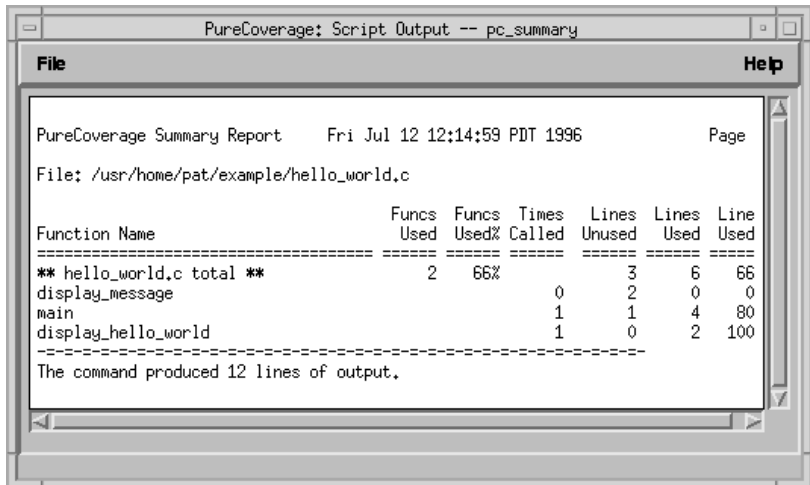 PureCoverage: Script Output -- pc_summary
File Help
PureCoverage Summary Report Fri Jul 12 12:14:59 PDT 1996 Page
File: /usr/home/pat/example/hello_world.c
Funcs Funcs Times Lines Lines Line
Function Name Used Used% Called Unused Used Used
===================================== ====== ====== ====== ====== ====== =====
** hello_world.c total ** 2 66% 3 6 66
display_message 0 2 0 0
main 1 1 4 80
display_hello_world 1 0 2 100
-=-=-=-=-=-=-=-=-=-=-=-=-=-=-=-=-=-=-=-=-=-=-=-=-=-=-=-=-=-=-=-=-=-
The command produced 12 lines of output.